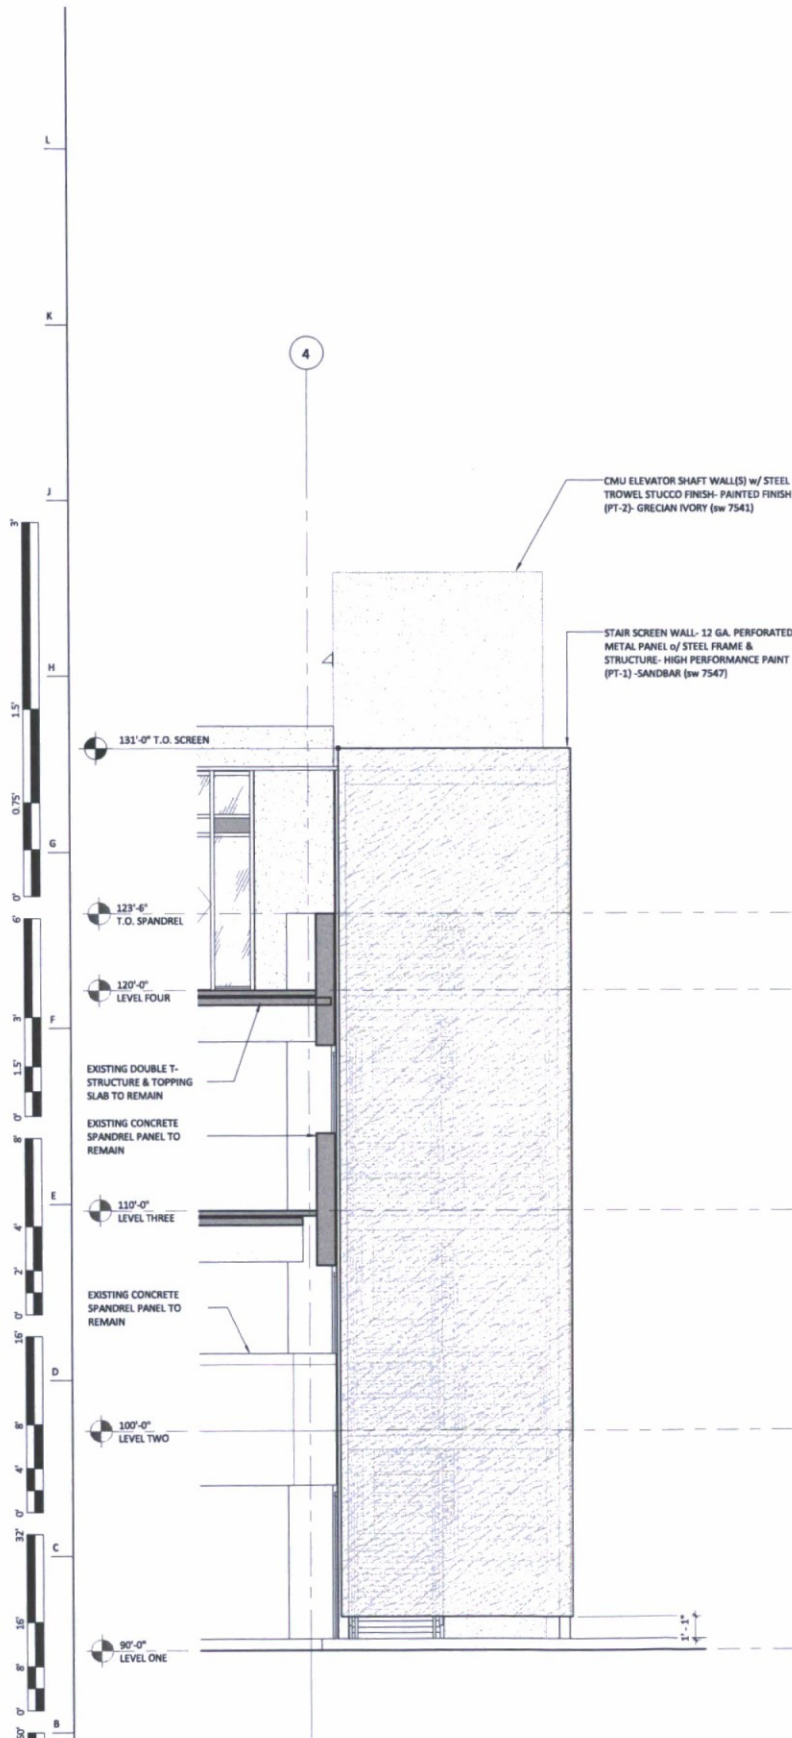 L
K
4
J
CMU ELEVATOR SHAFT WALL(S) w/ STEEL
TROWEL STUCCO FINISH- PAINTED FINISH
(PT-2)- GRECIAN IVORY (sw 7541)
3'
STAIR SCREEN WALL- 12 GA. PERFORATED
METAL PANEL o/ STEEL FRAME &
STRUCTURE- HIGH PERFORMANCE PAINT
(PT-1) -SANDBAR (sw 7547)
H
1.5'
131'-0" T.O. SCREEN
0.75'
G
0'
123'-6"
T.O. SPANDREL
6'
120'-0"
LEVEL FOUR
3'
F
EXISTING DOUBLE T-
STRUCTURE & TOPPING
SLAB TO REMAIN
1.5'
0'
EXISTING CONCRETE
SPANDREL PANEL TO
REMAIN
8'
E
110'-0"
LEVEL THREE
4'
2'
0'
EXISTING CONCRETE
SPANDREL PANEL TO
REMAIN
16'
D
8'
100'-0"
LEVEL TWO
4'
0'
32'
C
16'
1'-1"
90'-0"
LEVEL ONE
8'
0'
B